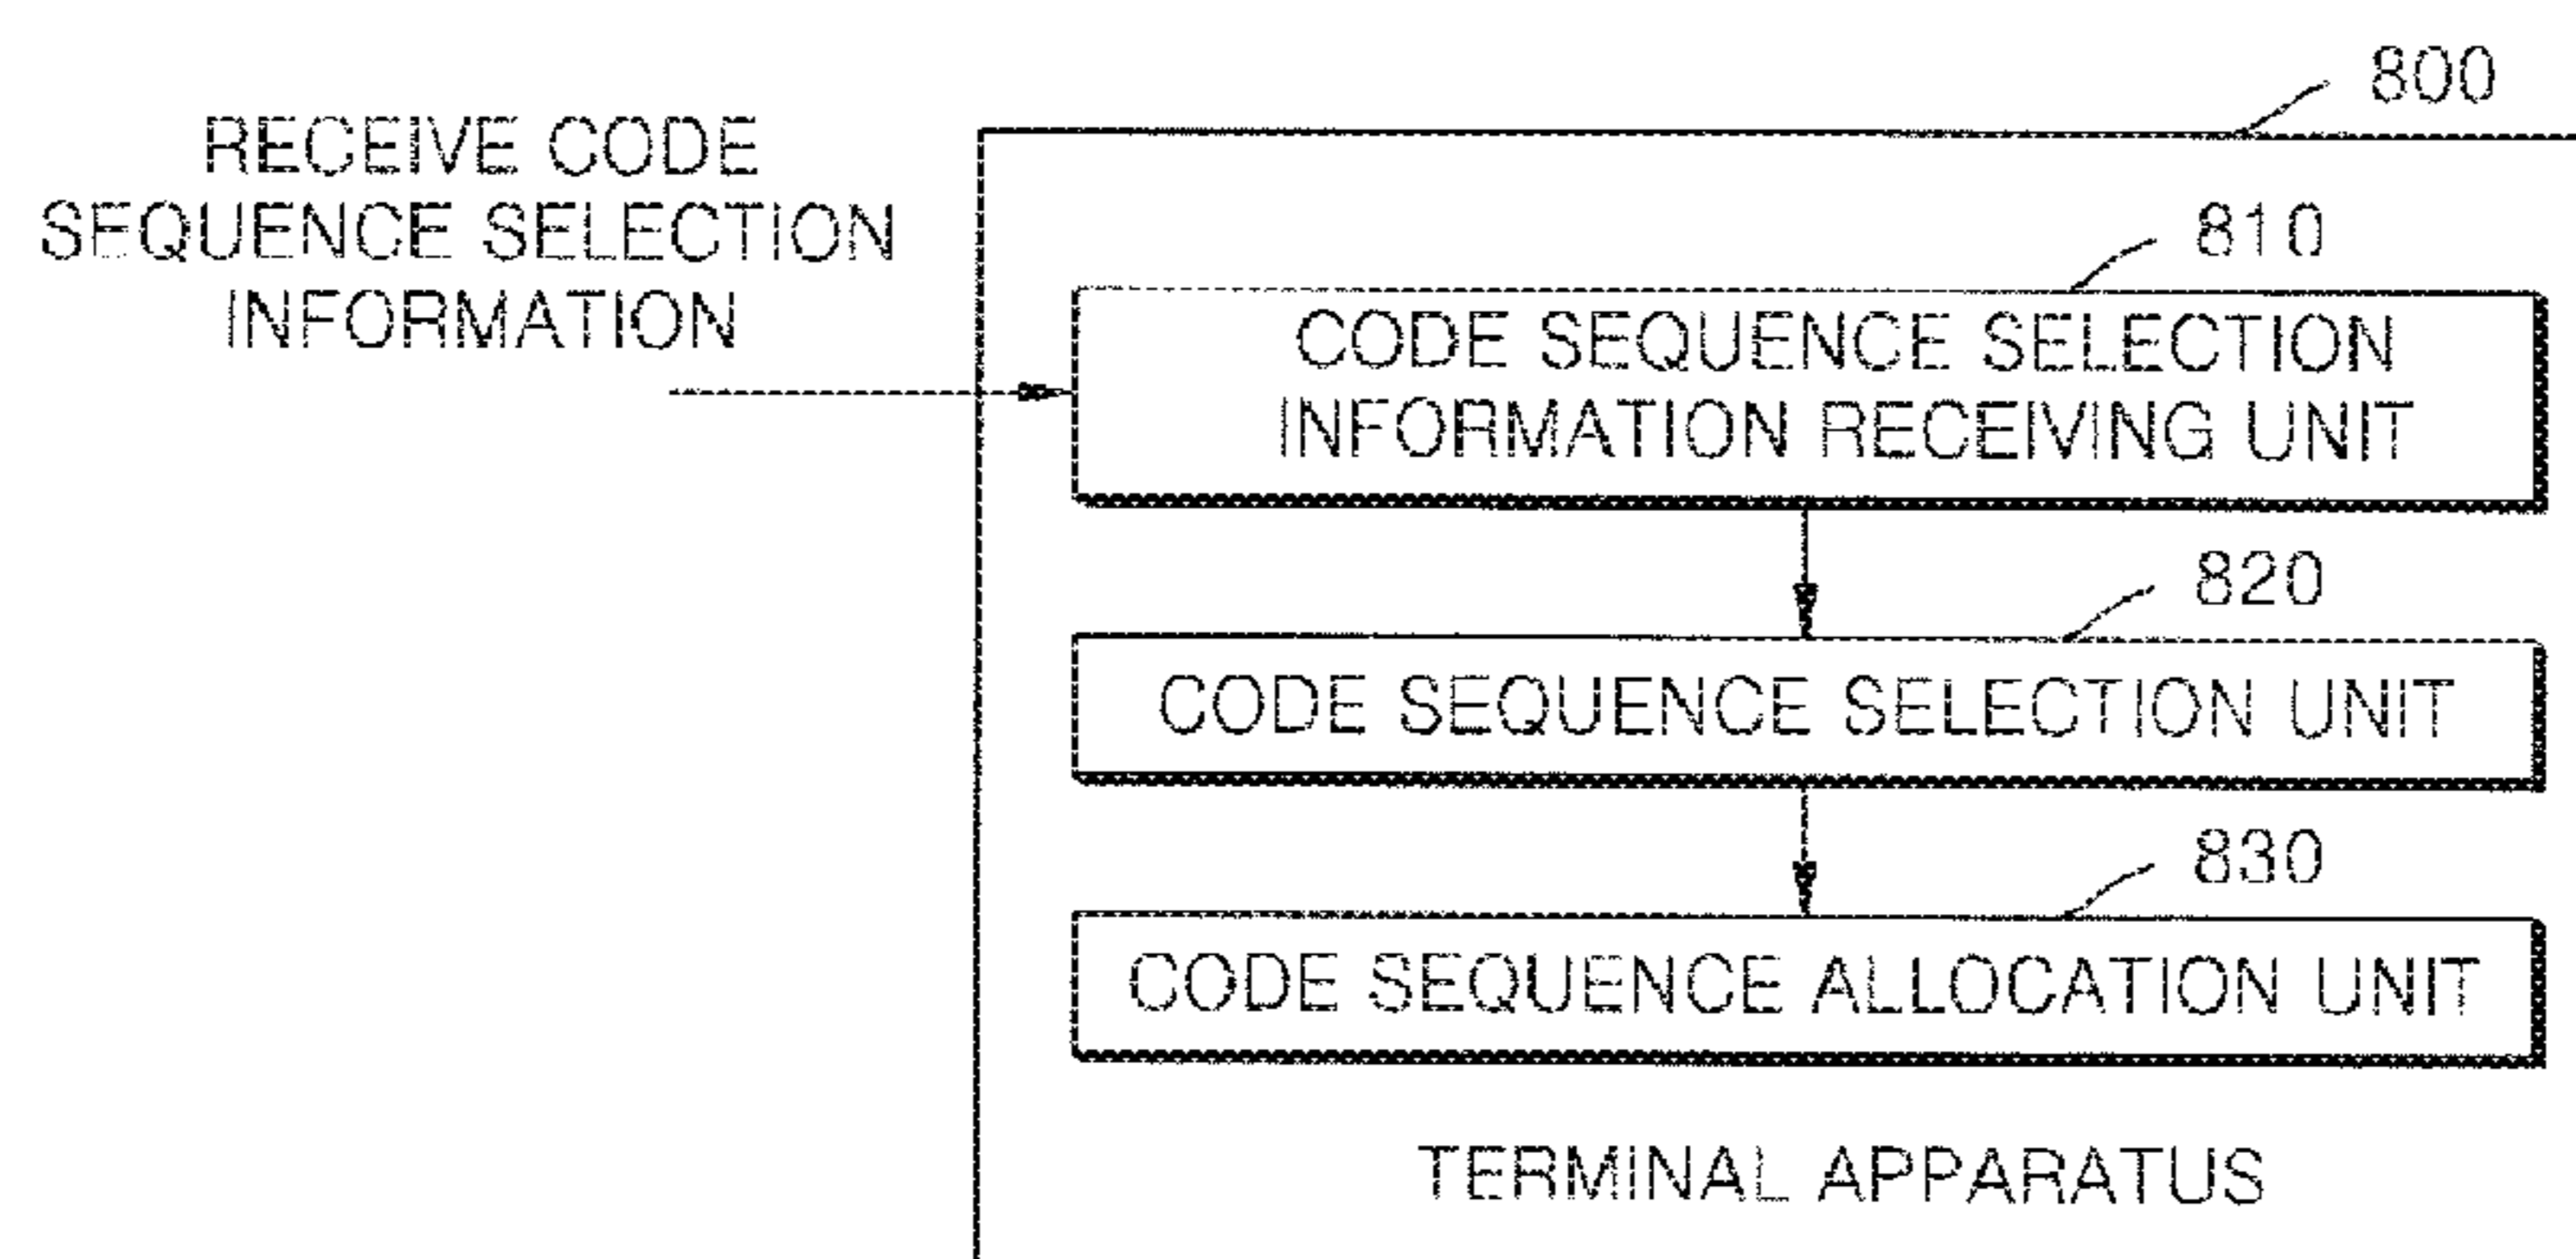 800
RECEIVE CODE
SEQUENCE SELECTION
INFORMATION
810
CODE SEQUENCE SELECTION
INFORMATION RECEIVING UNIT
820
CODE SEQUENCE SELECTION UNIT
830
CODE SEQUENCE ALLOCATION UNIT
TERMINAL APPARATUS